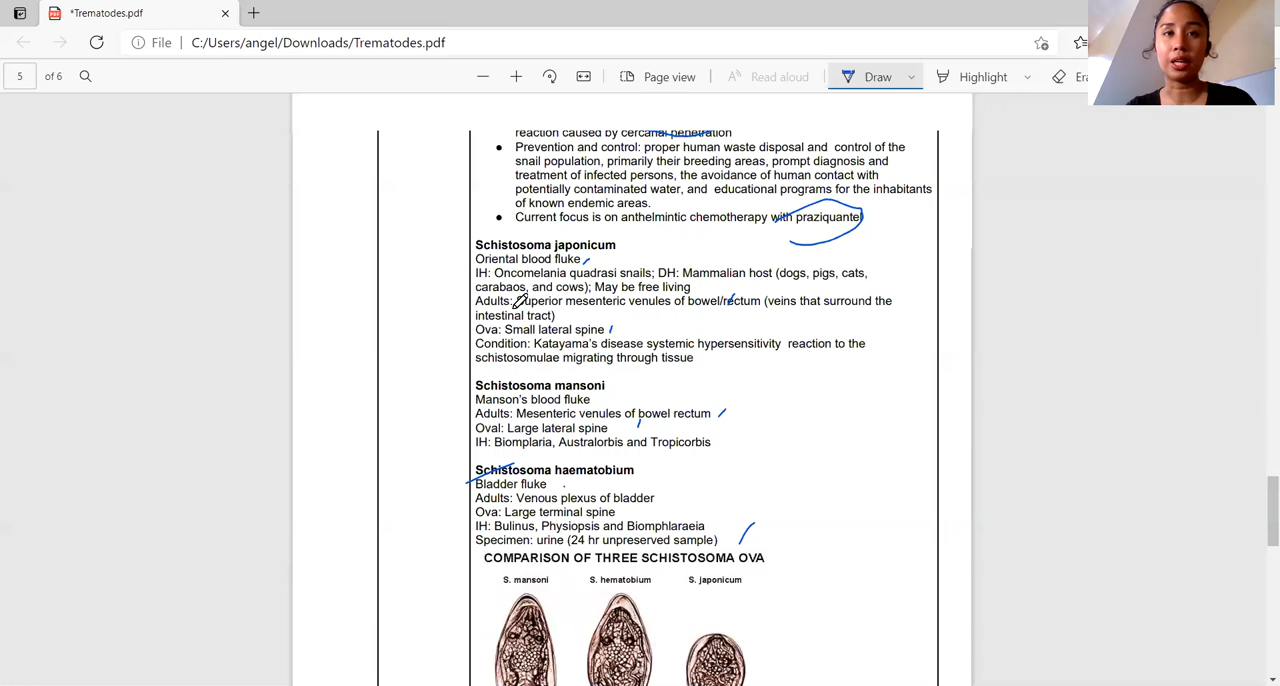 *Trematodes.pdf
File
C:/Users/angel/Downloads/Trematodes.pdf
5 of 6
Page view
Read aloud
Draw
Highlight
Era
reaction caused by cercarial penetration
● Prevention and control: proper human waste disposal and control of the
snail population, primarily their breeding areas, prompt diagnosis and
treatment of infected persons, the avoidance of human contact with
potentially contaminated water, and educational programs for the inhabitants
of known endemic areas.
● Current focus is on anthelmintic chemotherapy with praziquantel
Schistosoma japonicum
Oriental blood fluke
IH: Oncomelania quadrasi snails; DH: Mammalian host (dogs, pigs, cats,
carabaos, and cows); May be free living
Adults: Superior mesenteric venules of bowel/rectum (veins that surround the
intestinal tract)
Ova: Small lateral spine
Condition: Katayama's disease systemic hypersensitivity reaction to the
schistosomulae migrating through tissue
Schistosoma mansoni
Manson's blood fluke
Adults: Mesenteric venules of bowel rectum
Oval: Large lateral spine
IH: Biomplaria, Australorbis and Tropicorbis
Schistosoma haematobium
Bladder fluke
Adults: Venous plexus of bladder
Ova: Large terminal spine
IH: Bulinus, Physiopsis and Biomphlaraeia
Specimen: urine (24 hr unpreserved sample)
COMPARISON OF THREE SCHISTOSOMA OVA
S. mansoni S. hematobium S. japonicum